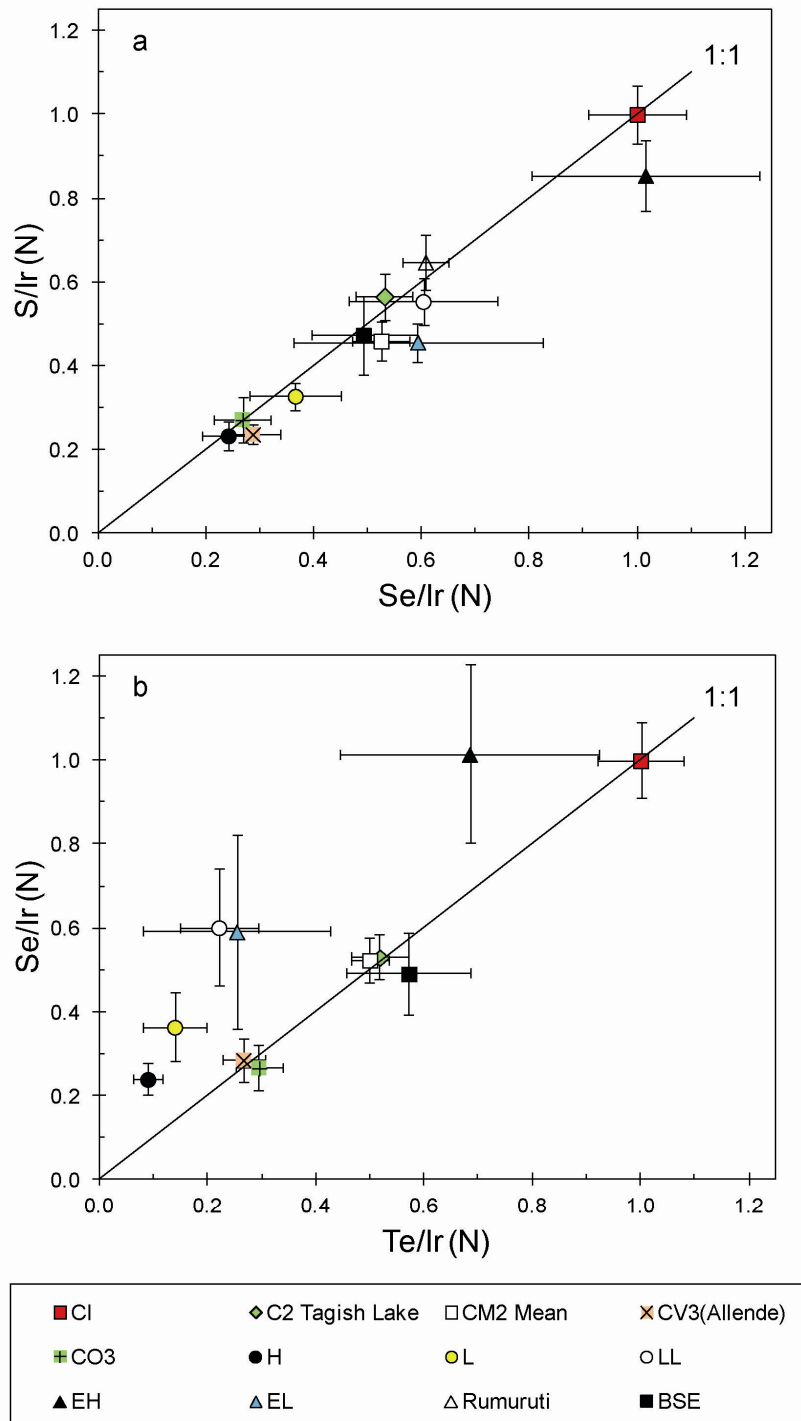 a
1:1
1.2
1.0
0.8
0.6
0.4
0.2
0.0
S/Ir (N)
0.0 0.2 0.4 0.6 0.8 1.0 1.2
Se/Ir (N)
b
1:1
1.2
1.0
0.8
0.6
0.4
0.2
0.0
Se/Ir (N)
0.0 0.2 0.4 0.6 0.8 1.0 1.2
Te/Ir (N)
CI C2 Tagish Lake CM2 Mean CV3(Allende)
CO3 H L LL
EH EL Rumuruti BSE